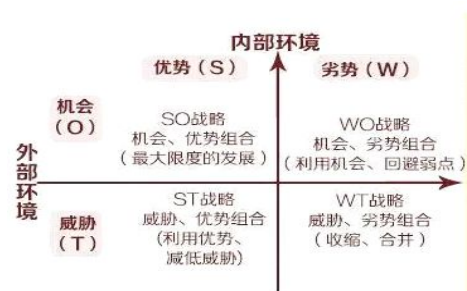 内部环境
优势(S)
劣势(W)
机会
(O)
SO战略
机会、优势组合
(最大限度的发展)
WO战略
机会、劣势组合
(利用机会、回避弱点)
外部环境
威胁
(T)
ST战略
威胁、优势组合
(利用优势、
减低威胁)
WT战略
威胁、劣势组合
(收缩、合并)